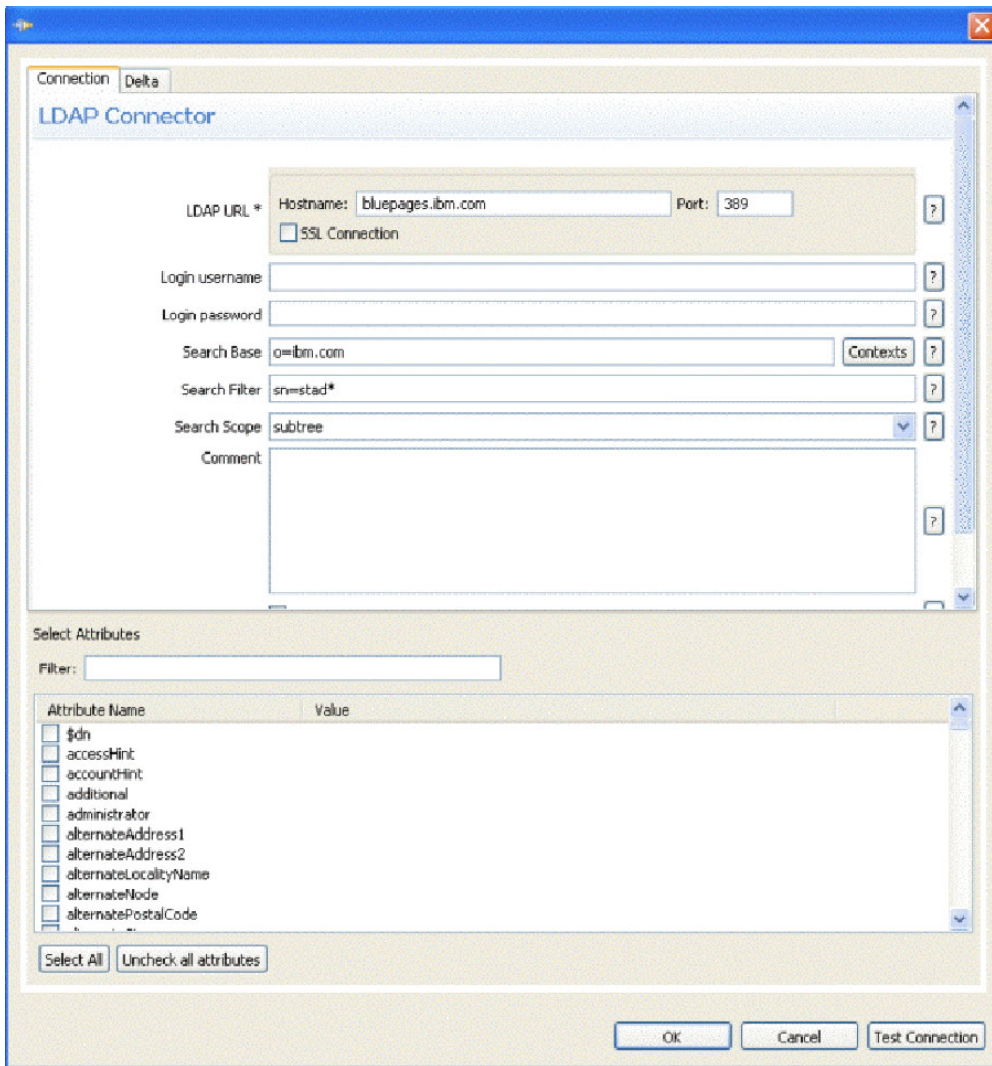 Connection Delta
LDAP Connector
LDAP URL * Hostname: bluepages.ibm.com Port: 389 ?
SSL Connection
Login username ?
Login password ?
Search Base o=ibm.com Contexts ?
Search Filter sn=stad* ?
Search Scope subtree ?
Comment
?
Select Attributes
Filter:
Attribute Name Value
$dn
accessHint
accountHint
additional
administrator
alternateAddress1
alternateAddress2
alternateLocalityName
alternateNode
alternatePostalCode
Select All Uncheck all attributes
OK Cancel Test Connection